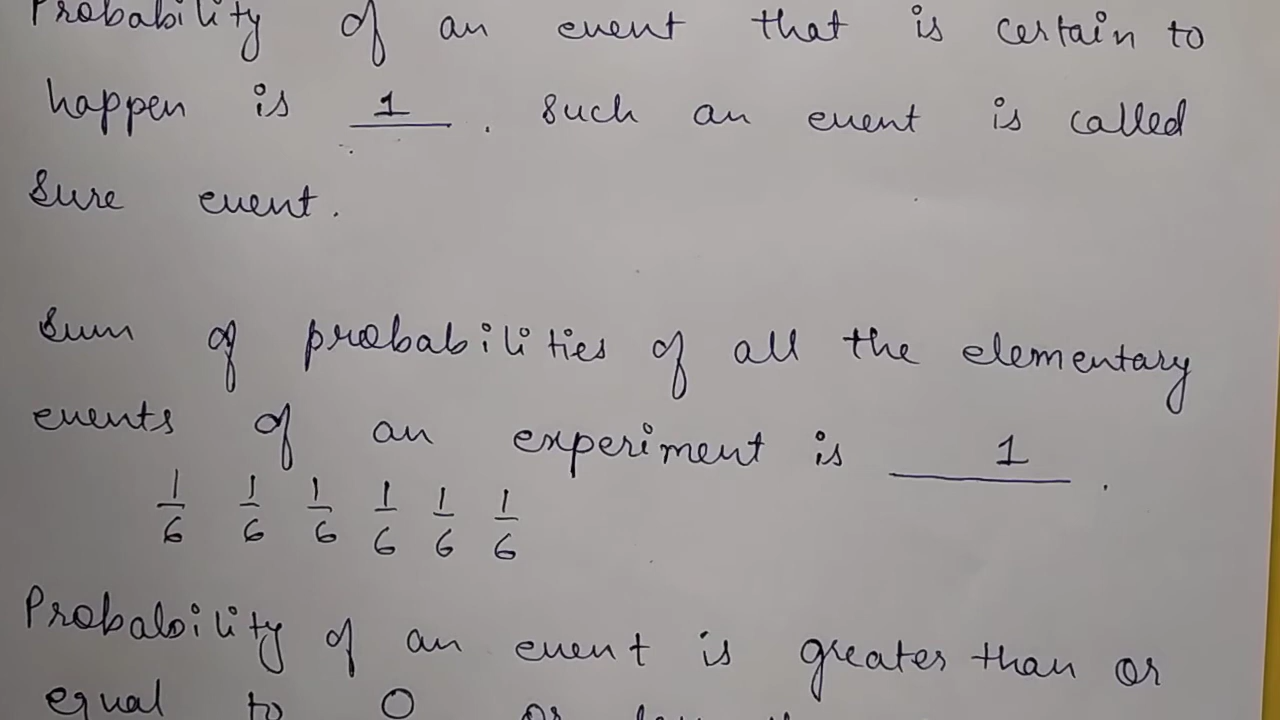 Probability of an event that is certain to
happen is 1 . Such an event is called
Sure event.
Sum of probabilities of all the elementary
events of an experiment is 1 .
1/6 1/6 1/6 1/6 1/6 1/6
Probability of an event is greater than or
equal to 0 or